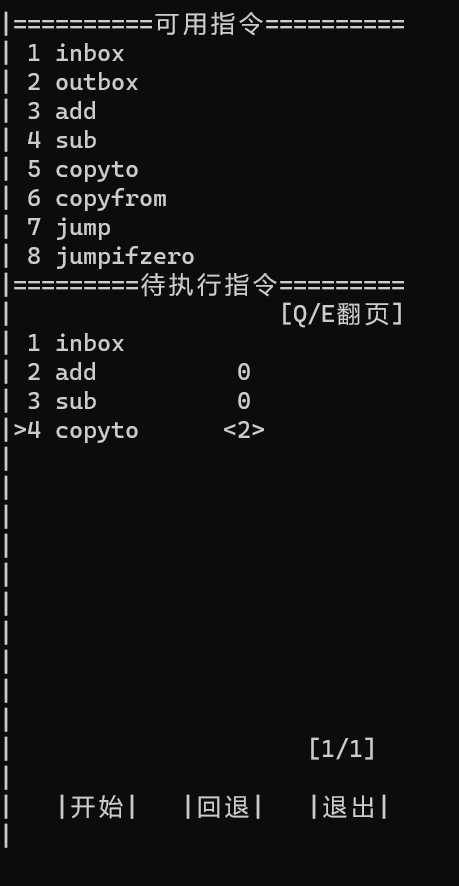 |==========可用指令==========
| 1 inbox
| 2 outbox
| 3 add
| 4 sub
| 5 copyto
| 6 copyfrom
| 7 jump
| 8 jumpifzero
|=========待执行指令=========
|                   [Q/E翻页]
| 1 inbox
| 2 add          0
| 3 sub          0
|>4 copyto      <2>
|
|
|
|
|
|
|
|
|
|
|                     [1/1]
|
|   |开始|   |回退|   |退出|
|